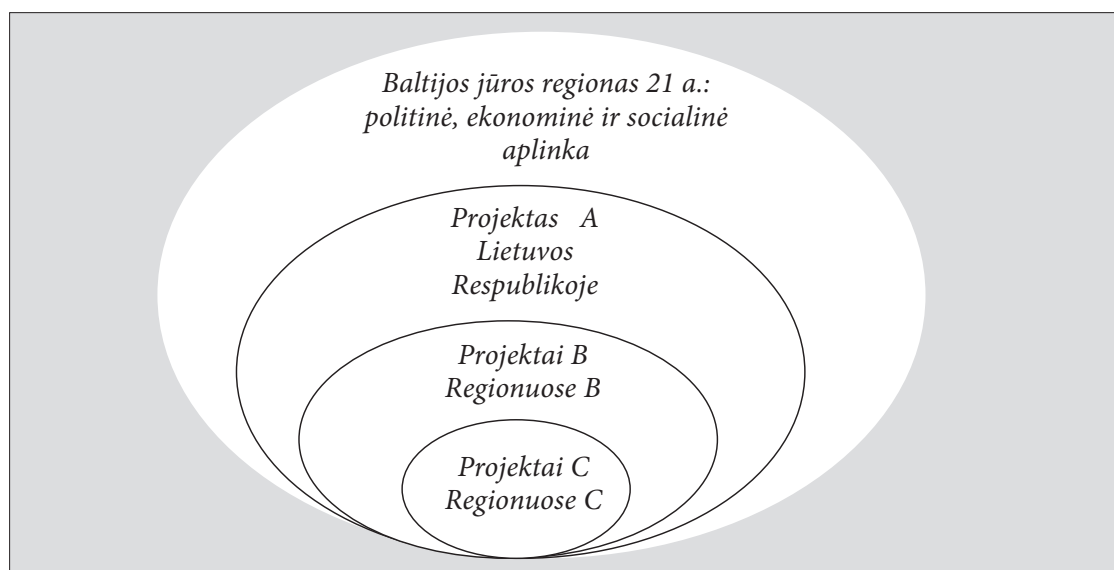 Baltijos jūros regionas 21 a.:
politinė, ekonominė ir socialinė
aplinka
Projektas A
Lietuvos
Respublikoje
Projektai B
Regionuose B
Projektai C
Regionuose C